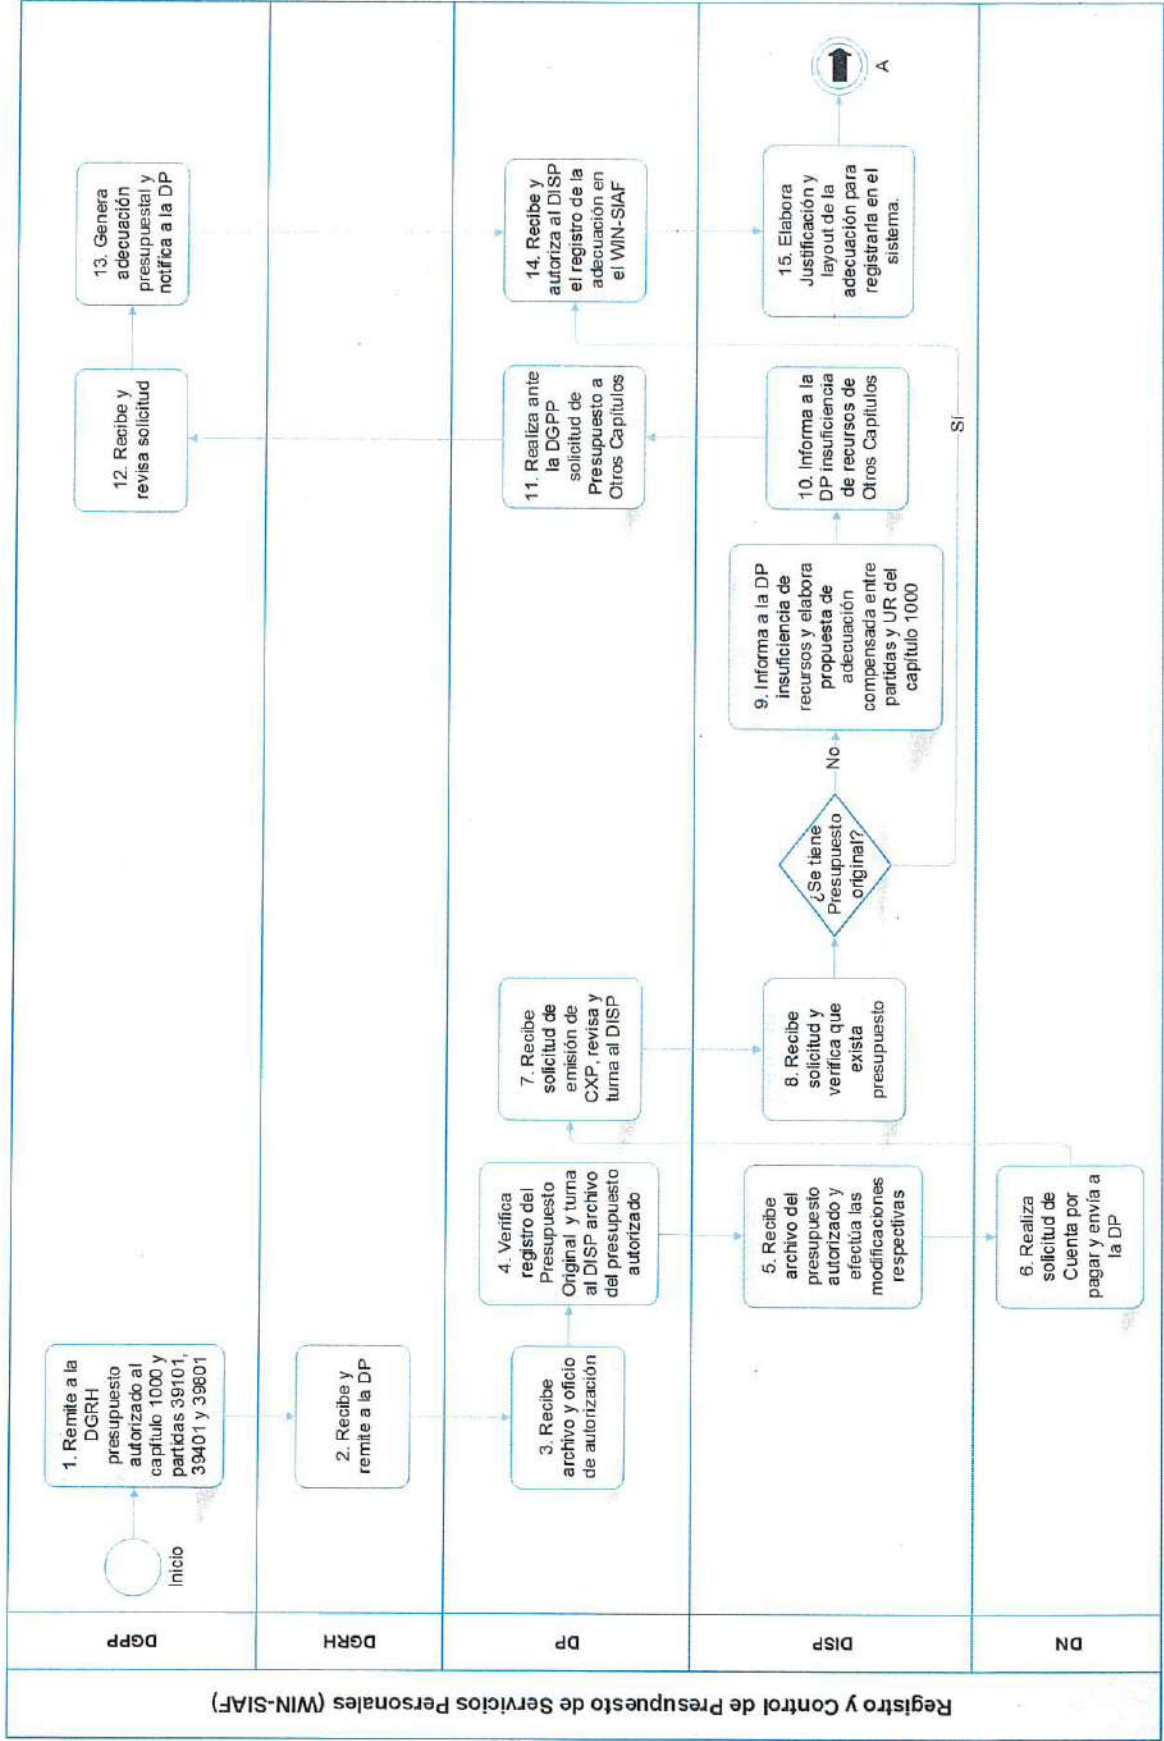 Registro y Control de Presupuesto de Servicios Personales (WIN-SIAF)
DGPP
DGRH
DP
DISP
DN
Inicio
1. Remite a la
DGRH
presupuesto
autorizado al
capítulo 1000 y
partidas 39101,
39401 y 39801
2. Recibe y
remite a la DP
3. Recibe
archivo y oficio
de autorización
4. Verifica
registro del
Presupuesto
Original y turna
al DISP archivo
del presupuesto
autorizado
5. Recibe
archivo del
presupuesto
autorizado y
efectúa las
modificaciones
respectivas
6. Realiza
solicitud de
Cuenta por
pagar y envía a
la DP
7. Recibe
solicitud de
emisión de
CXP, revisa y
turna al DISP
8. Recibe
solicitud y
verifica que
exista
presupuesto
¿Se tiene
Presupuesto
original?
No
Sí
9. Informa a la DP
insuficiencia de
recursos y elabora
propuesta de
adecuación
compensada entre
partidas y UR del
capítulo 1000
10. Informa a la
DP insuficiencia
de recursos de
Otros Capítulos
11. Realiza ante
la DGPP
solicitud de
Presupuesto a
Otros Capítulos
12. Recibe y
revisa solicitud
13. Genera
adecuación
presupuestal y
notifica a la DP
14. Recibe y
autoriza al DISP
el registro de la
adecuación en
el WIN-SIAF
15. Elabora
Justificación y
layout de la
adecuación para
registrarla en el
sistema.
A